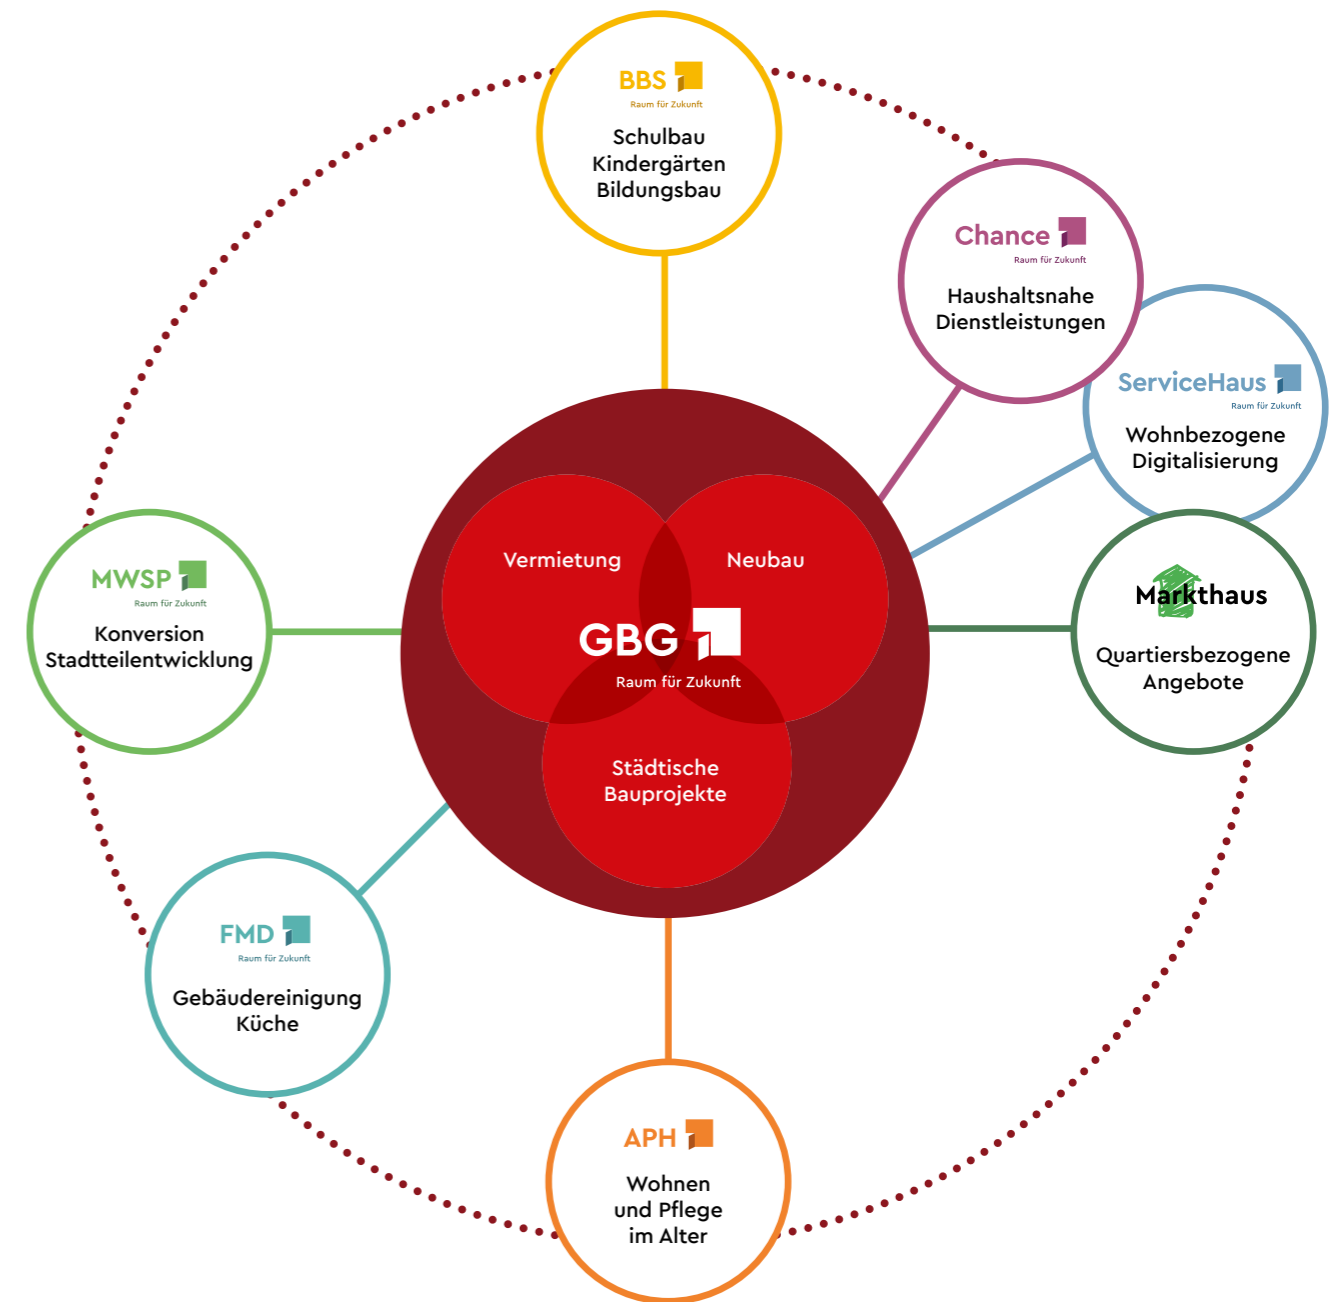 BBS
Raum für Zukunft
Schulbau
Kindergärten
Bildungsbau
Chance
Raum für Zukunft
Haushaltsnahe
Dienstleistungen
ServiceHaus
Raum für Zukunft
Wohnbezogene
Digitalisierung
Markthaus
Quartiersbezogene
Angebote
Vermietung
Neubau
GBG
Raum für Zukunft
Städtische
Bauprojekte
MWSP
Raum für Zukunft
Konversion
Stadtteilentwicklung
FMD
Raum für Zukunft
Gebäudereinigung
Küche
APH
Wohnen
und Pflege
im Alter